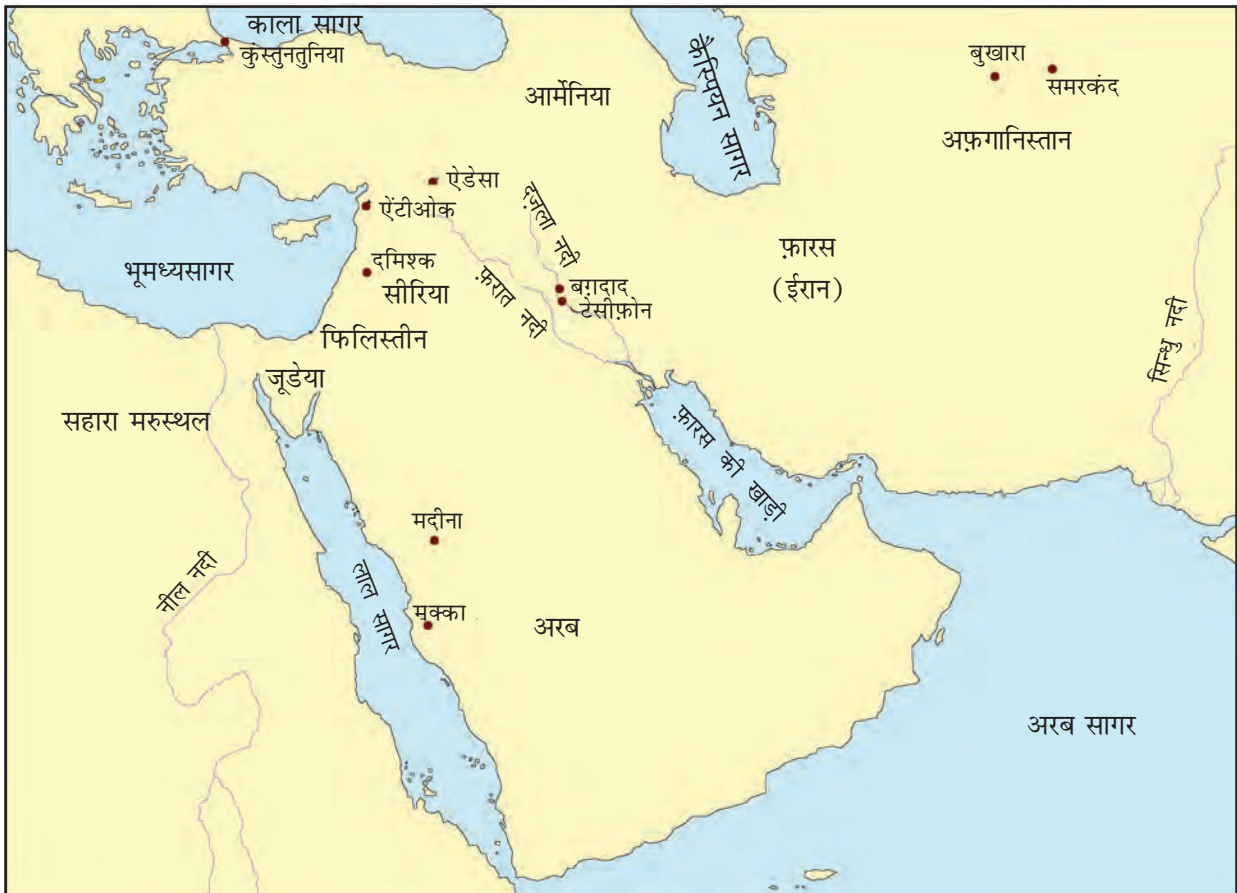 काला सागर
कुंस्तुनतुनिया
आर्मेनिया
कैस्पियन सागर
बुखारा
समरकंद
अफ़गानिस्तान
ऐडेसा
ऐंटीओक
दज़ला नदी
फ़ारस
(ईरान)
भूमध्यसागर
दमिश्क
सीरिया
फ़रात नदी
बग़दाद
टेसीफ़ोन
सिन्धु नदी
फिलिस्तीन
जूडेया
सहारा मरुस्थल
फ़ारस की खाड़ी
मदीना
नील नदी
लाल सागर
मक्का
अरब
अरब सागर